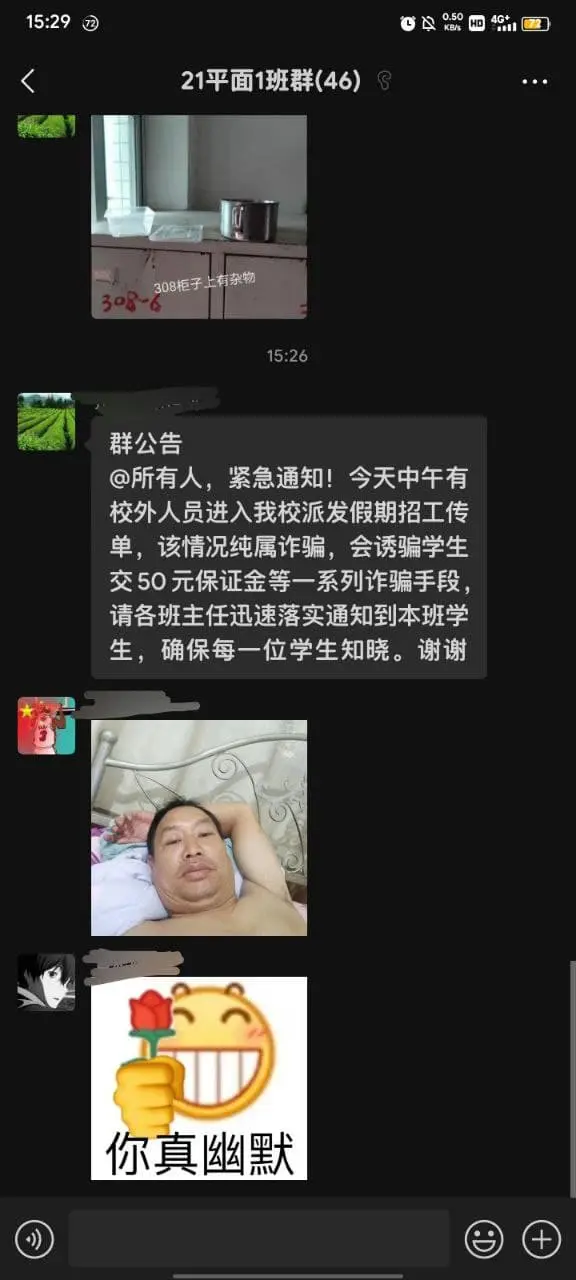 15:29
72
0.50
KB/s
HD
4G+
72
21平面1班群(46)
308柜子上有杂物
308-6
15:26
群公告
@所有人，紧急通知！今天中午有
校外人员进入我校派发假期招工传
单，该情况纯属诈骗，会诱骗学生
交50元保证金等一系列诈骗手段，
请各班主任迅速落实通知到本班学
生，确保每一位学生知晓。谢谢
你真幽默